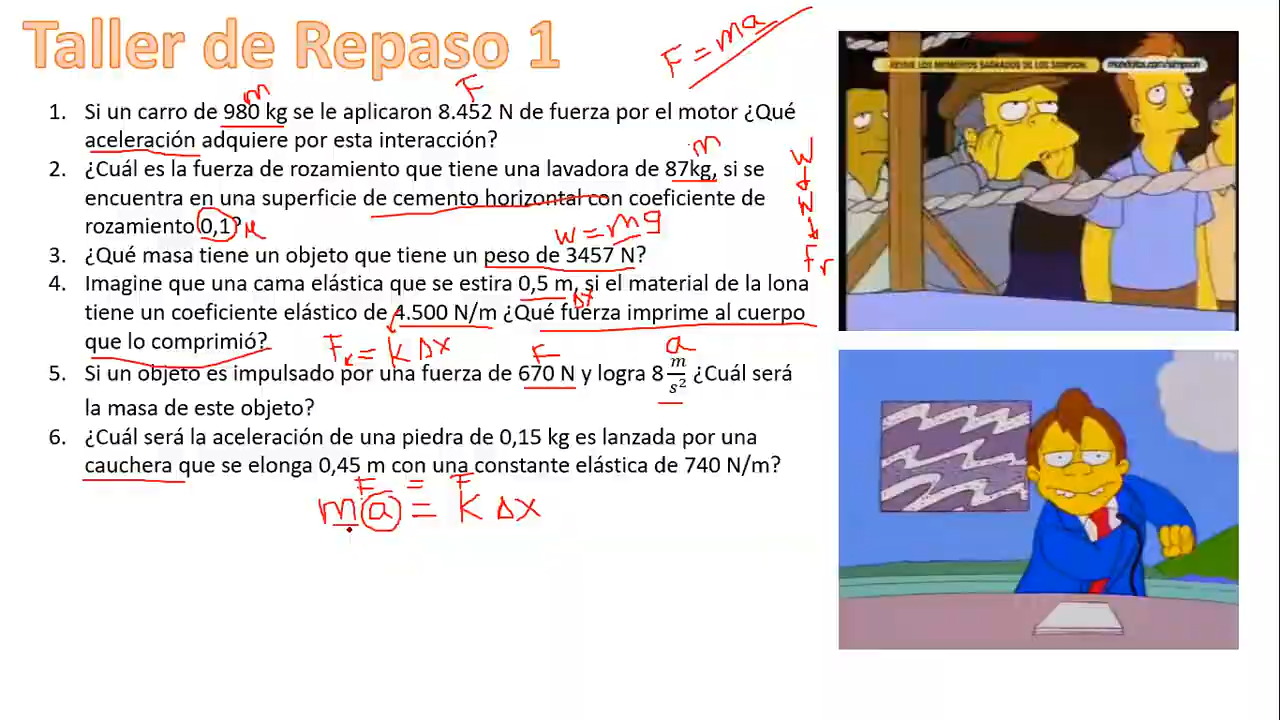 Taller de Repaso 1
F = ma
m
F
1. Si un carro de 980 kg se le aplicaron 8.452 N de fuerza por el motor ¿Qué
aceleración adquiere por esta interacción?
m
2. ¿Cuál es la fuerza de rozamiento que tiene una lavadora de 87kg, si se
encuentra en una superficie de cemento horizontal con coeficiente de
rozamiento 0,1? μ
W
N
Fr
W = mg
3. ¿Qué masa tiene un objeto que tiene un peso de 3457 N?
4. Imagine que una cama elástica que se estira 0,5 m, si el material de la lona
Δx
tiene un coeficiente elástico de 4.500 N/m ¿Qué fuerza imprime al cuerpo
que lo comprimió?
Fk = k Δx
F
a
5. Si un objeto es impulsado por una fuerza de 670 N y logra 8 m/s² ¿Cuál será
la masa de este objeto?
6. ¿Cuál será la aceleración de una piedra de 0,15 kg es lanzada por una
cauchera que se elonga 0,45 m con una constante elástica de 740 N/m?
F = F
m a = k Δx